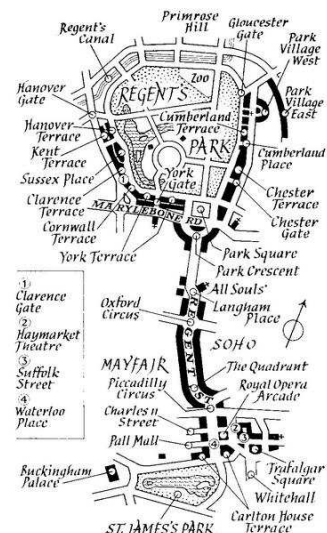 Primrose
Hill
Regent's
Canal
Gloucester
Gate
Park
Village
West
Zoo
Hanover
Gate
REGENT'S
Park
Village
East
Hanover
Terrace
Cumberland
Terrace
Kent
Terrace
PARK
Cumberland
Place
Sussex Place
York
Gate
Chester
Terrace
Clarence
Terrace
MARYLEBONE RD
Cornwall
Terrace
Chester
Gate
York Terrace
Park Square
Park Crescent
All Souls'
Langham
Place
Oxford
Circus
REGENT ST
SOHO
1
Clarence
Gate
2
Haymarket
Theatre
3
Suffolk
Street
4
Waterloo
Place
MAYFAIR
The Quadrant
Piccadilly
Circus
Royal Opera
Arcade
Charles II
Street
Pall Mall
2
3
4
1
Buckingham
Palace
Trafalgar
Square
Whitehall
Carlton House
Terrace
ST. JAMES'S PARK